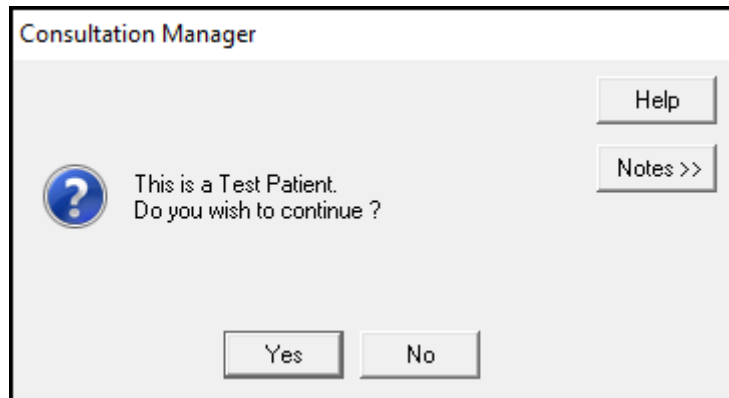 Consultation Manager
Help
Notes >>
This is a Test Patient.
Do you wish to continue ?
Yes
No